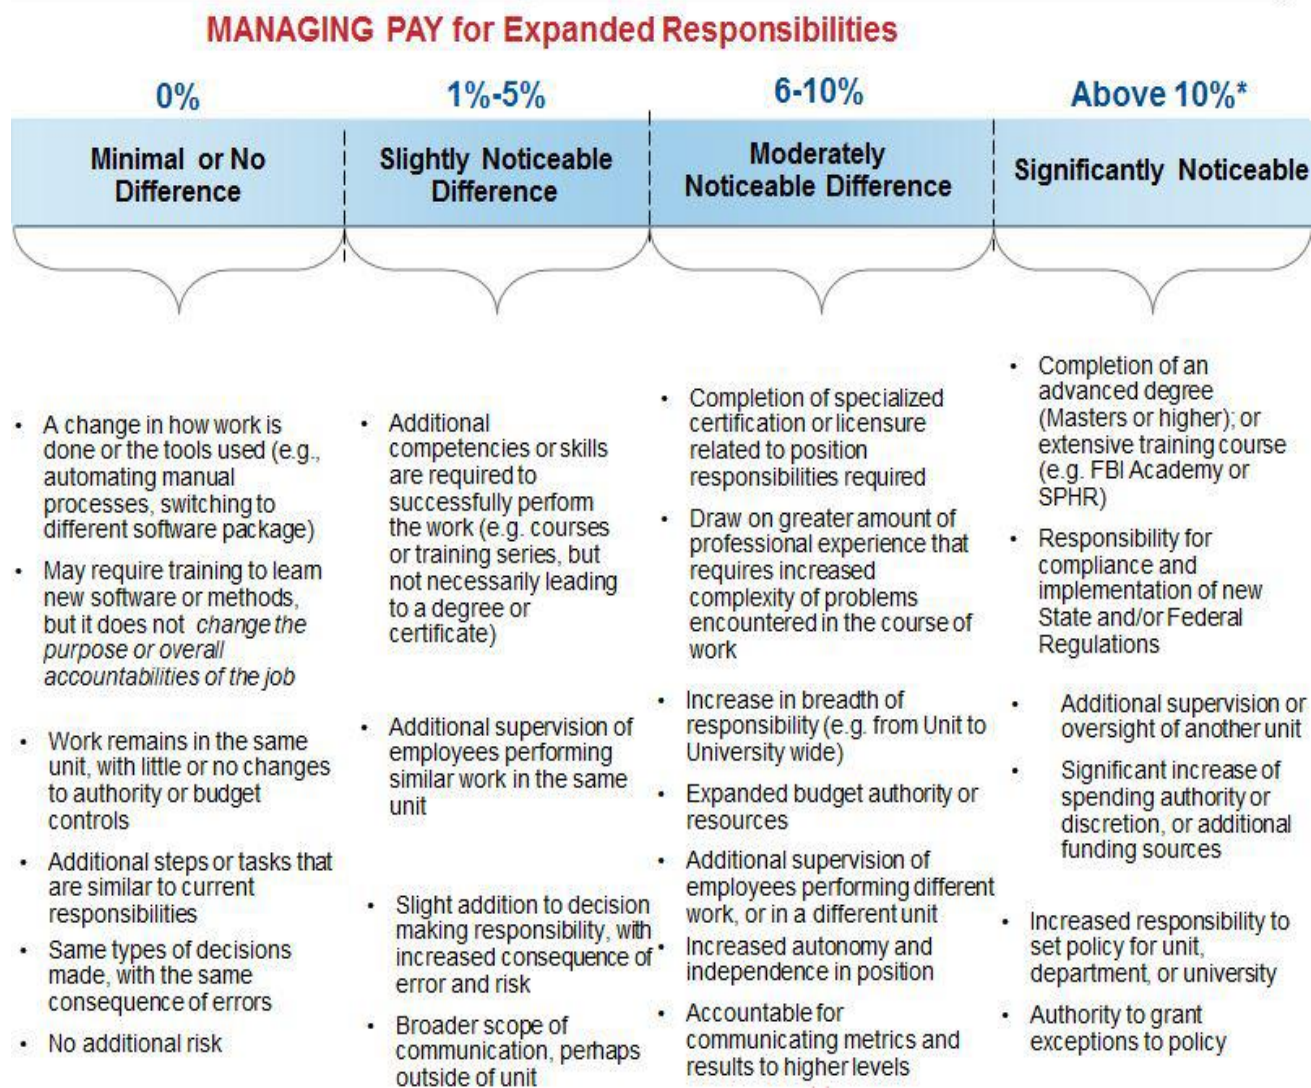 MANAGING PAY for Expanded Responsibilities
0%
1%-5%
6-10%
Above 10%*
Minimal or No
Difference
Slightly Noticeable
Difference
Moderately
Noticeable Difference
Significantly Noticeable
• A change in how work is
done or the tools used (e.g.,
automating manual
processes, switching to
different software package)
• May require training to learn
new software or methods,
but it does not change the
purpose or overall
accountabilities of the job
• Work remains in the same
unit, with little or no changes
to authority or budget
controls
• Additional steps or tasks that
are similar to current
responsibilities
• Same types of decisions
made, with the same
consequence of errors
• No additional risk
• Additional
competencies or skills
are required to
successfully perform
the work (e.g. courses
or training series, but
not necessarily leading
to a degree or
certificate)
• Additional supervision of
employees performing
similar work in the same
unit
• Slight addition to decision
making responsibility, with
increased consequence of
error and risk
• Broader scope of
communication, perhaps
outside of unit
• Completion of specialized
certification or licensure
related to position
responsibilities required
• Draw on greater amount of
professional experience that
requires increased
complexity of problems
encountered in the course of
work
• Increase in breadth of
responsibility (e.g. from Unit to
University wide)
• Expanded budget authority or
resources
• Additional supervision of
employees performing different
work, or in a different unit
• Increased autonomy and
independence in position
• Accountable for
communicating metrics and
results to higher levels
• Completion of an
advanced degree
(Masters or higher); or
extensive training course
(e.g. FBI Academy or
SPHR)
• Responsibility for
compliance and
implementation of new
State and/or Federal
Regulations
• Additional supervision or
oversight of another unit
• Significant increase of
spending authority or
discretion, or additional
funding sources
• Increased responsibility to
set policy for unit,
department, or university
• Authority to grant
exceptions to policy